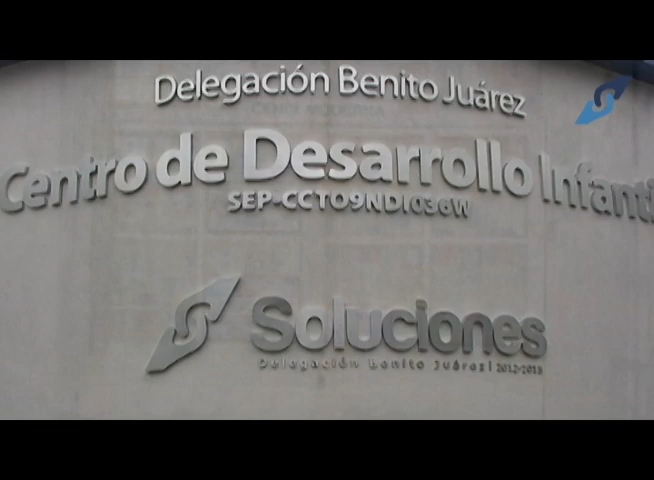 Delegación Benito Juárez
Centro de Desarrollo Infanti
SEP-CCT09NDI036W
Soluciones
Delegación Benito Juárez | 2012-2015